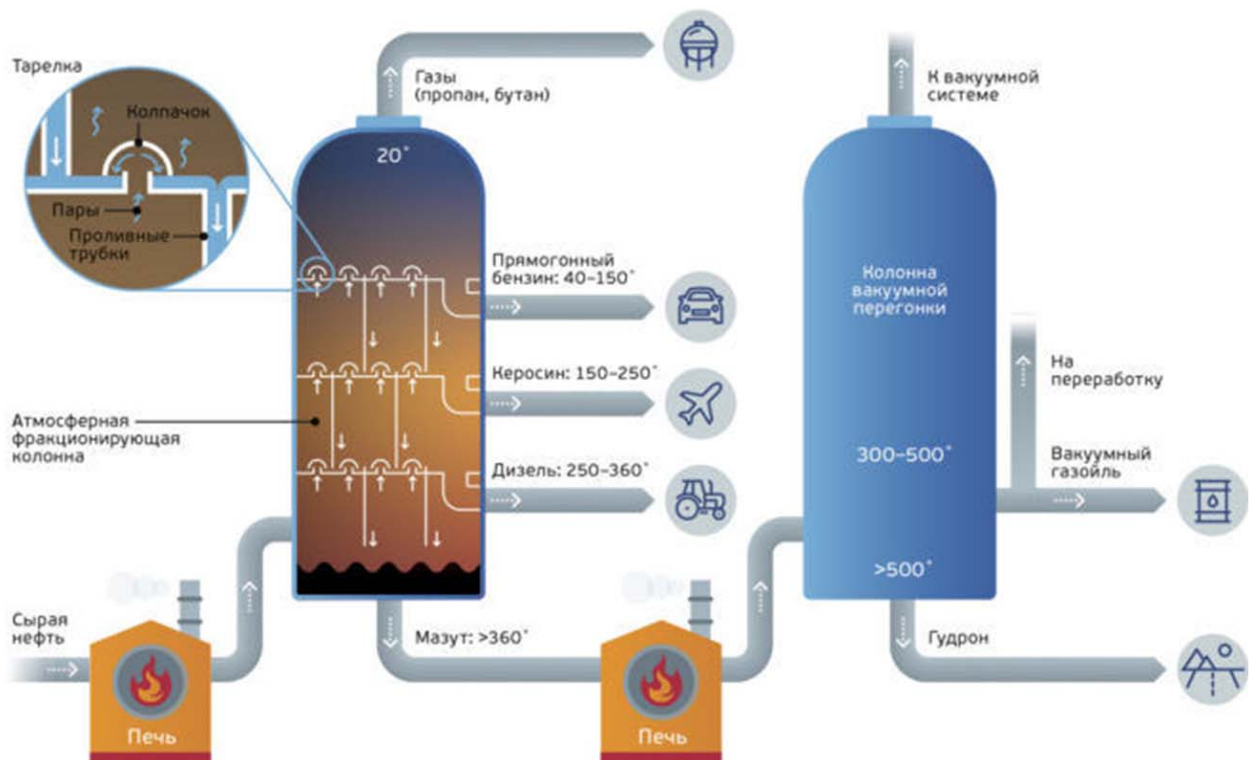 Тарелка
Колпачок
Пары
Проливные
трубки
Газы
(пропан, бутан)
20°
Прямогонный
бензин: 40–150°
Керосин: 150–250°
Атмосферная
фракционирующая
колонна
Дизель: 250–360°
Сырая
нефть
Печь
Мазут: >360°
Печь
К вакуумной
системе
Колонна
вакуумной
перегонки
На
переработку
300–500°
Вакуумный
газойль
>500°
Гудрон